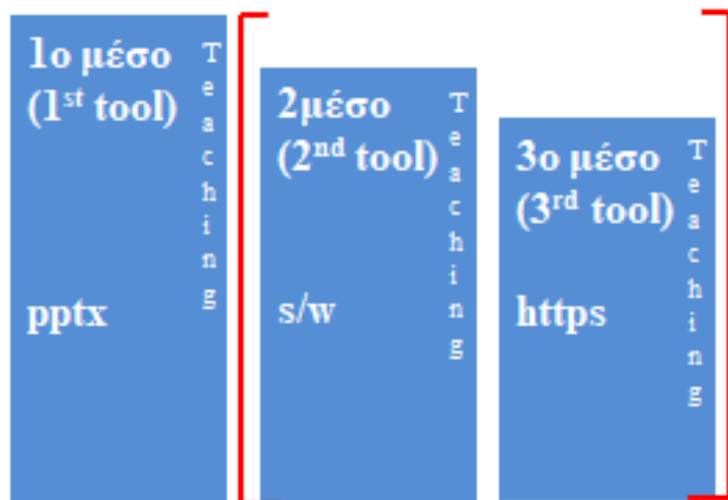 1ο μέσο
(1st tool)
pptx
Teaching
2μέσο
(2nd tool)
s/w
Teaching
3ο μέσο
(3rd tool)
https
Teaching